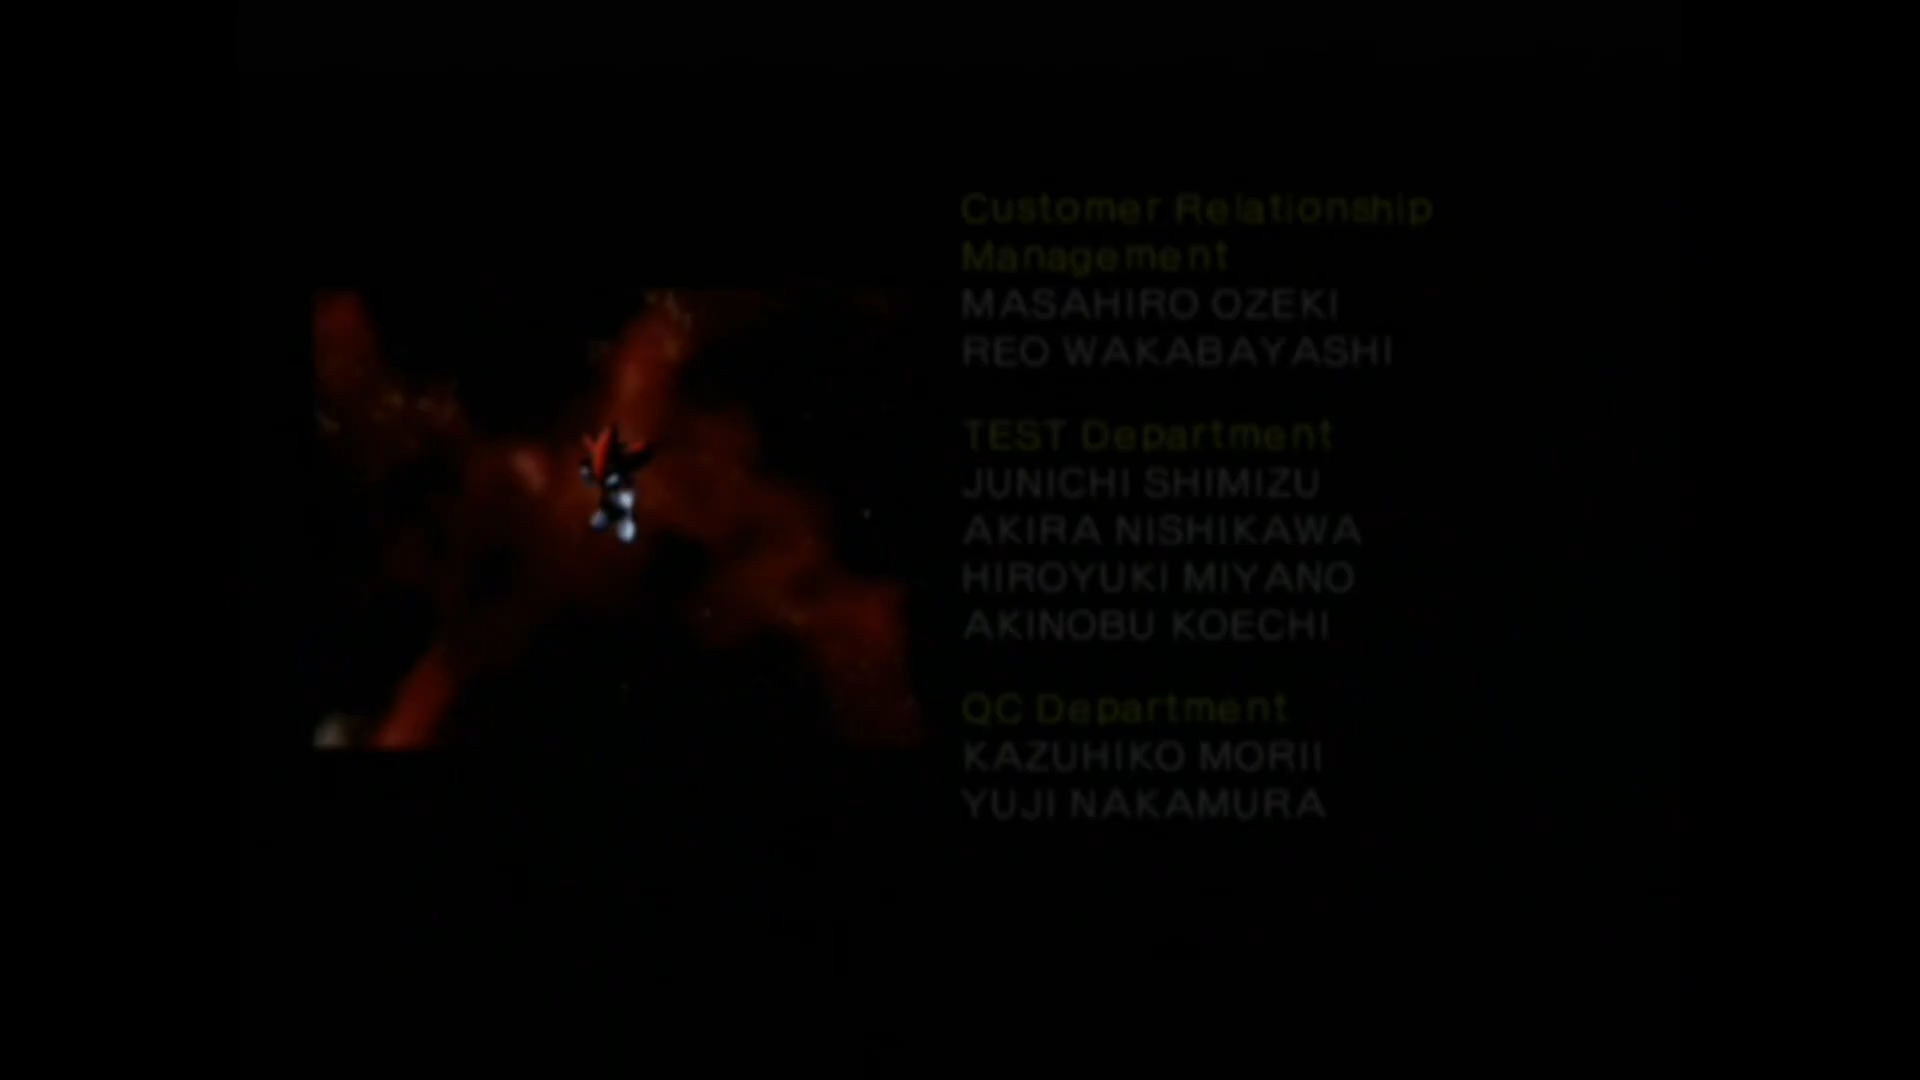 Customer Relationship
Management
MASAHIRO OZEKI
REO WAKABAYASHI
TEST Department
JUNICHI SHIMIZU
AKIRA NISHIKAWA
HIROYUKI MIYANO
AKINOBU KOECHI
QC Department
KAZUHIKO MORII
YUJI NAKAMURA